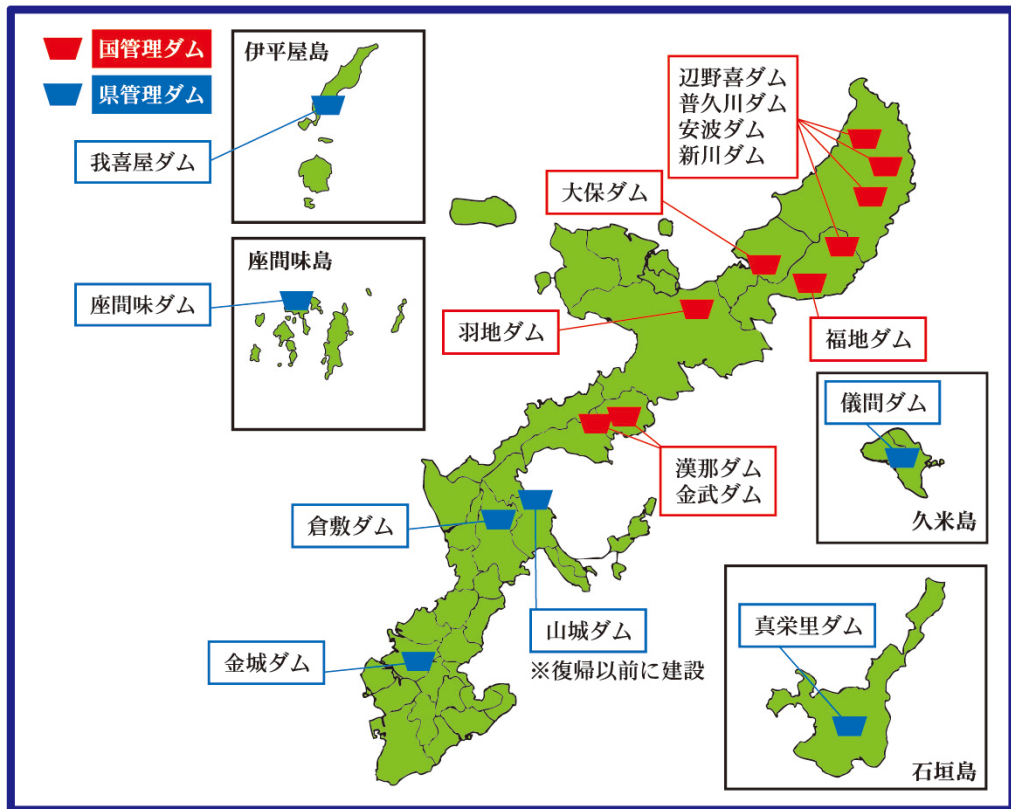 国管理ダム
県管理ダム
伊平屋島
我喜屋ダム
座間味島
座間味ダム
辺野喜ダム
普久川ダム
安波ダム
新川ダム
大保ダム
羽地ダム
福地ダム
儀間ダム
久米島
漢那ダム
金武ダム
倉敷ダム
山城ダム
※復帰以前に建設
金城ダム
真栄里ダム
石垣島